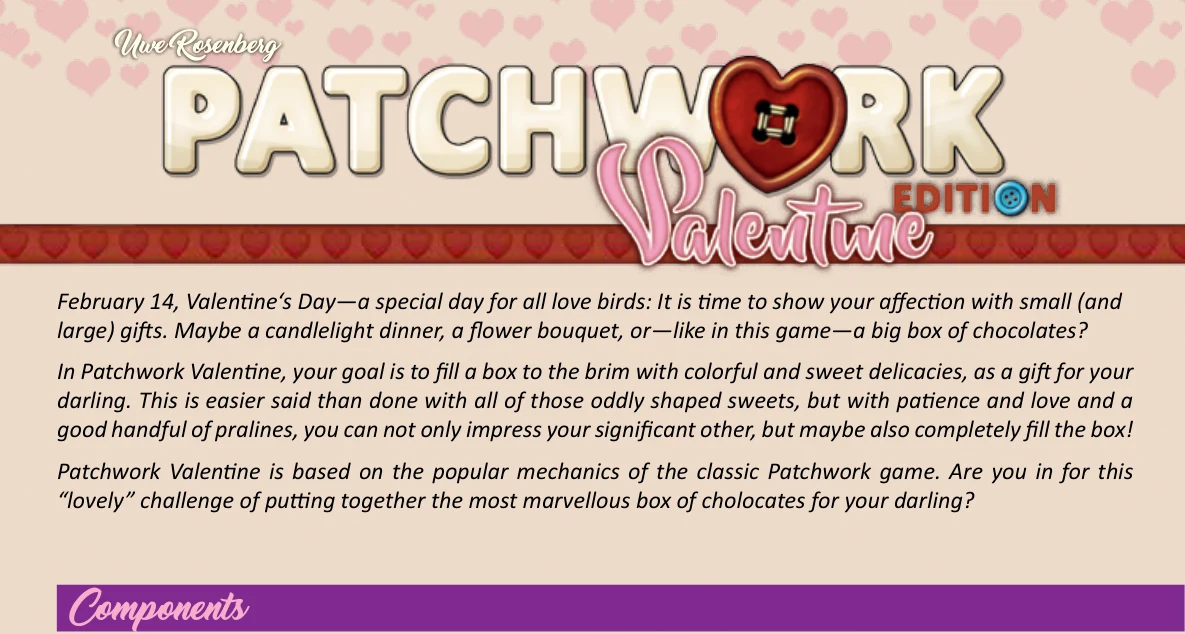 Uwe Rosenberg
PATCHWORK
Valentine
EDITION
February 14, Valentine‘s Day—a special day for all love birds: It is time to show your affection with small (and
large) gifts. Maybe a candlelight dinner, a flower bouquet, or—like in this game—a big box of chocolates?
In Patchwork Valentine, your goal is to fill a box to the brim with colorful and sweet delicacies, as a gift for your
darling. This is easier said than done with all of those oddly shaped sweets, but with patience and love and a
good handful of pralines, you can not only impress your significant other, but maybe also completely fill the box!
Patchwork Valentine is based on the popular mechanics of the classic Patchwork game. Are you in for this
“lovely” challenge of putting together the most marvellous box of cholocates for your darling?
Components